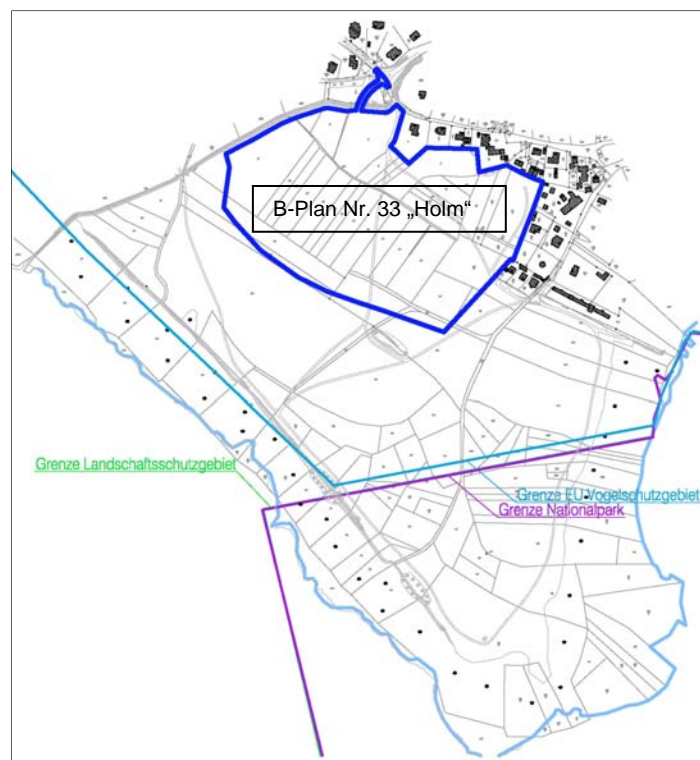 B-Plan Nr. 33 „Holm“
Grenze Landschaftsschutzgebiet
Grenze EU Vogelschutzgebiet
Grenze Nationalpark